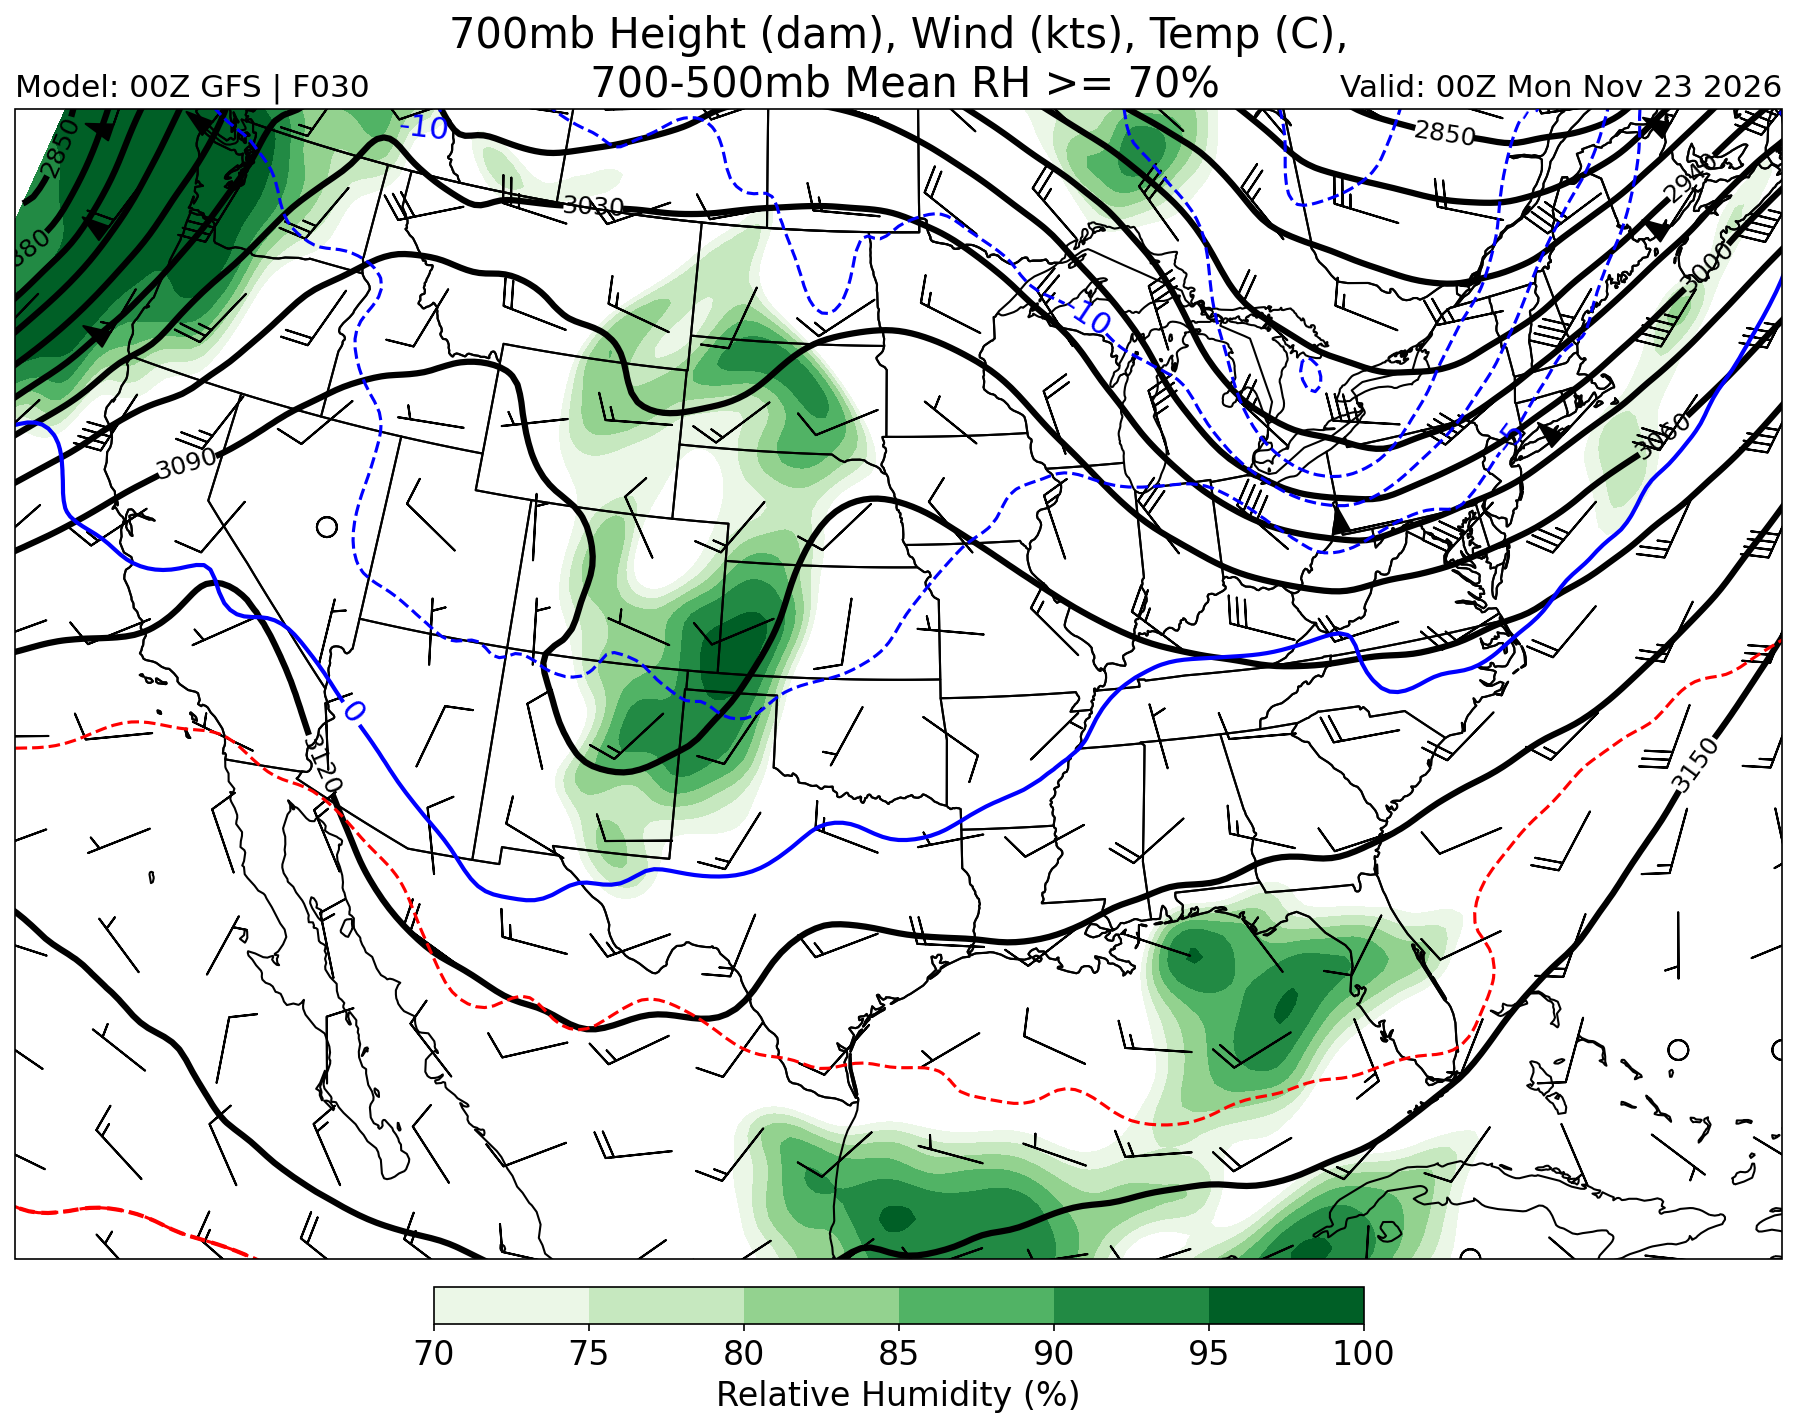 700mb Height (dam), Wind (kts), Temp (C),
700-500mb Mean RH >= 70%
Model: 00Z GFS | F030
Valid: 00Z Mon Nov 23 2026
2850
-10
2850
2940
3030
3000
-10
3060
-5
3090
0
3120
3150
70 75 80 85 90 95 100
Relative Humidity (%)